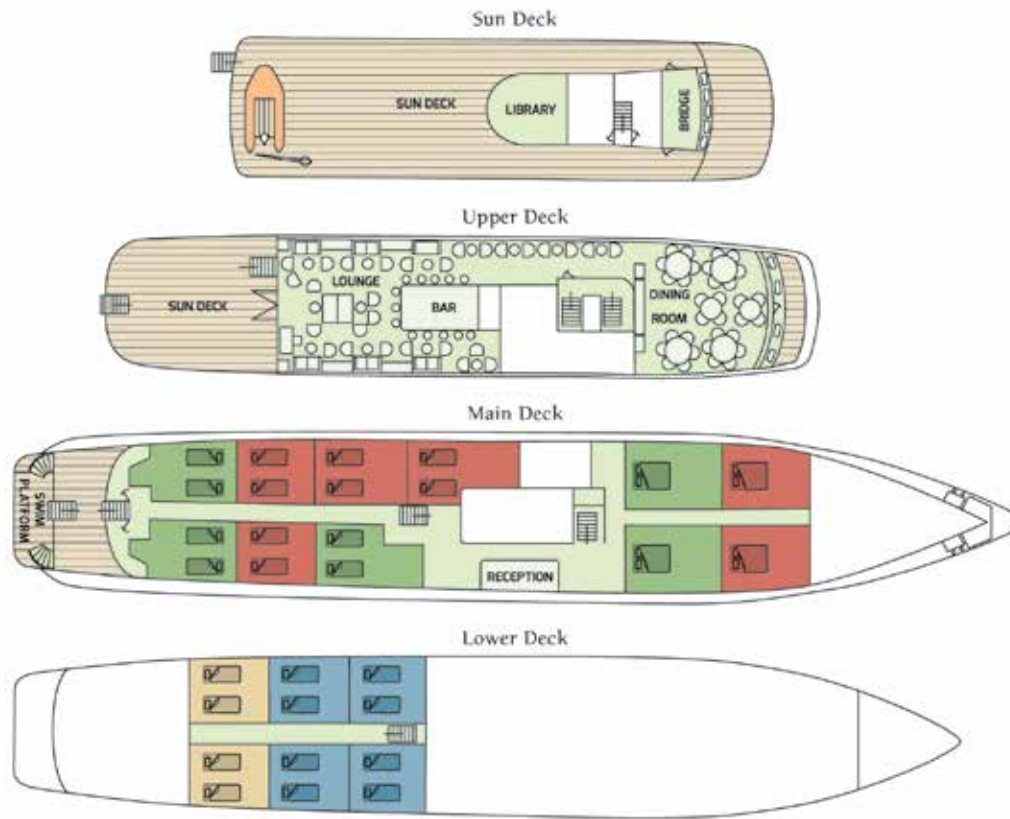 Sun Deck
SUN DECK
LIBRARY
BRIDGE
Upper Deck
SUN DECK
LOUNGE
BAR
DINING
ROOM
Main Deck
SWM
PLATFORM
RECEPTION
Lower Deck